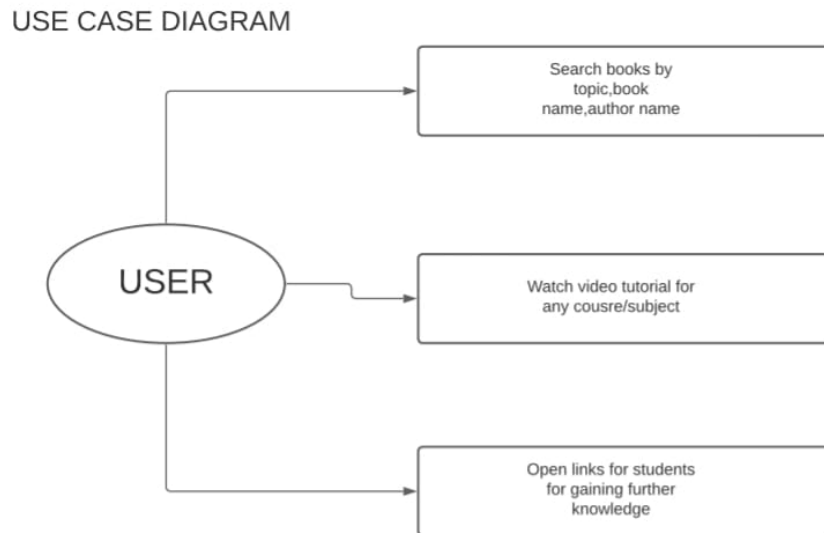 USE CASE DIAGRAM
Search books by
topic,book
name,author name
USER
Watch video tutorial for
any cousre/subject
Open links for students
for gaining further
knowledge